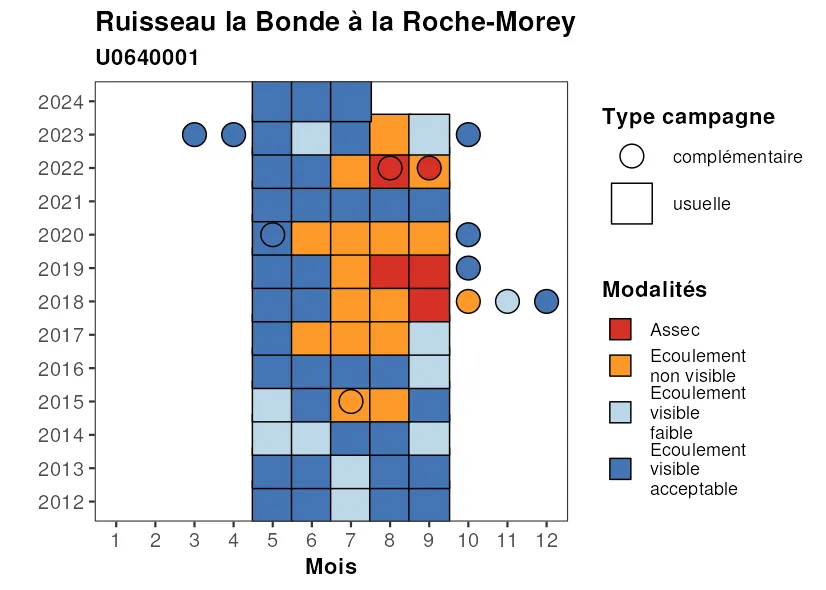 Ruisseau la Bonde à la Roche-Morey
U0640001
2024
2023
2022
2021
2020
2019
2018
2017
2016
2015
2014
2013
2012
1 2 3 4 5 6 7 8 9 10 11 12
Mois
Type campagne
complémentaire
usuelle
Modalités
Assec
Ecoulement
non visible
Ecoulement
visible
faible
Ecoulement
visible
acceptable